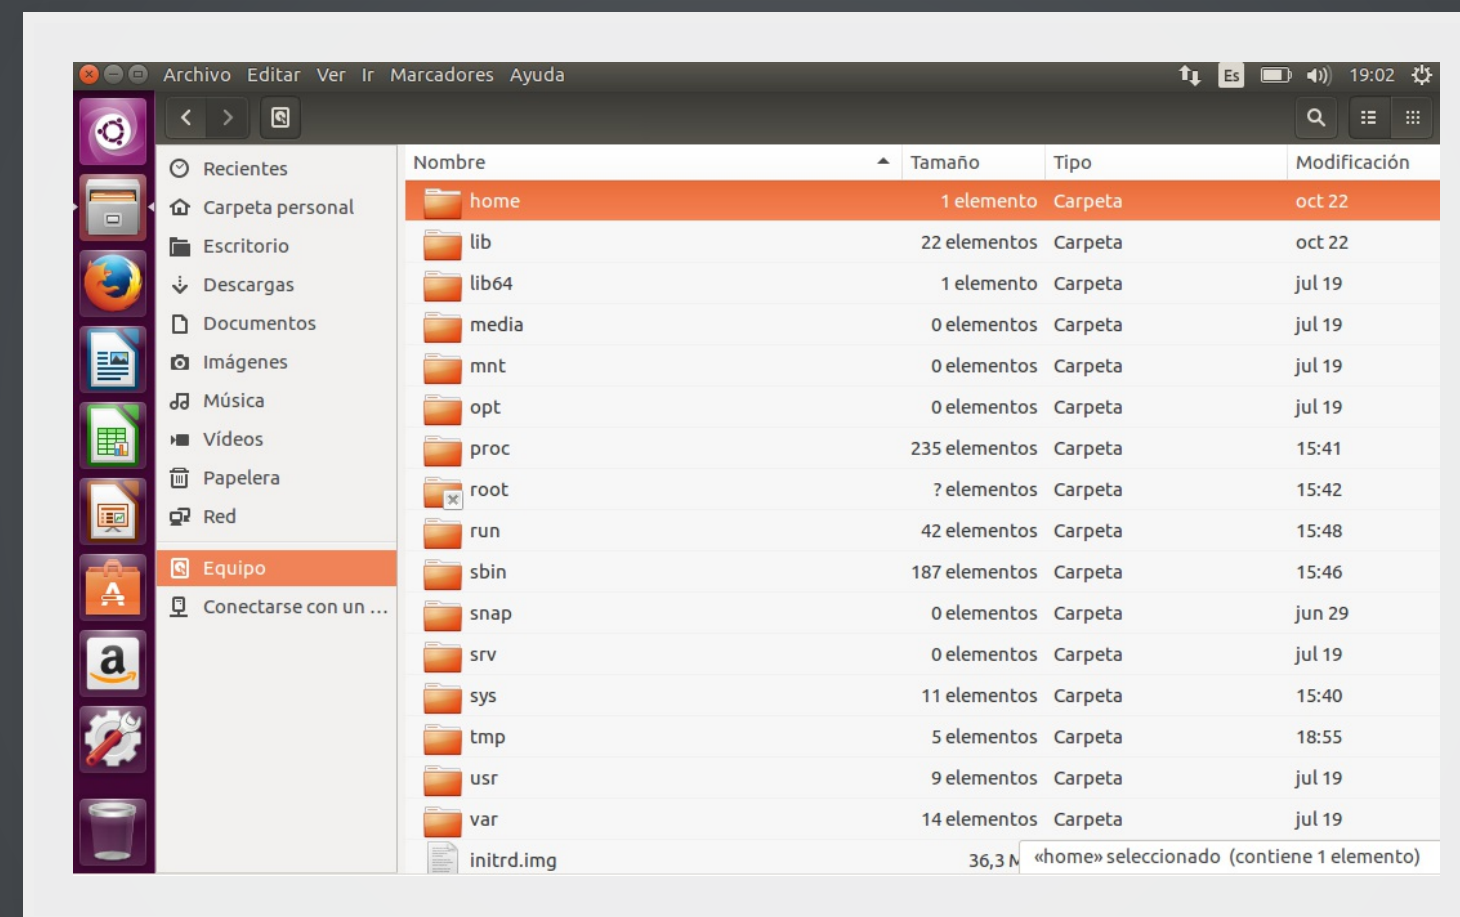 Archivo Editar Ver Ir Marcadores Ayuda Es 19:02
Recientes
Carpeta personal
Escritorio
Descargas
Documentos
Imágenes
Música
Vídeos
Papelera
Red
Equipo
Conectarse con un ...
Nombre Tamaño Tipo Modificación
home 1 elemento Carpeta oct 22
lib 22 elementos Carpeta oct 22
lib64 1 elemento Carpeta jul 19
media 0 elementos Carpeta jul 19
mnt 0 elementos Carpeta jul 19
opt 0 elementos Carpeta jul 19
proc 235 elementos Carpeta 15:41
root ? elementos Carpeta 15:42
run 42 elementos Carpeta 15:48
sbin 187 elementos Carpeta 15:46
snap 0 elementos Carpeta jun 29
srv 0 elementos Carpeta jul 19
sys 11 elementos Carpeta 15:40
tmp 5 elementos Carpeta 18:55
usr 9 elementos Carpeta jul 19
var 14 elementos Carpeta jul 19
initrd.img 36,3 M
«home» seleccionado (contiene 1 elemento)
a